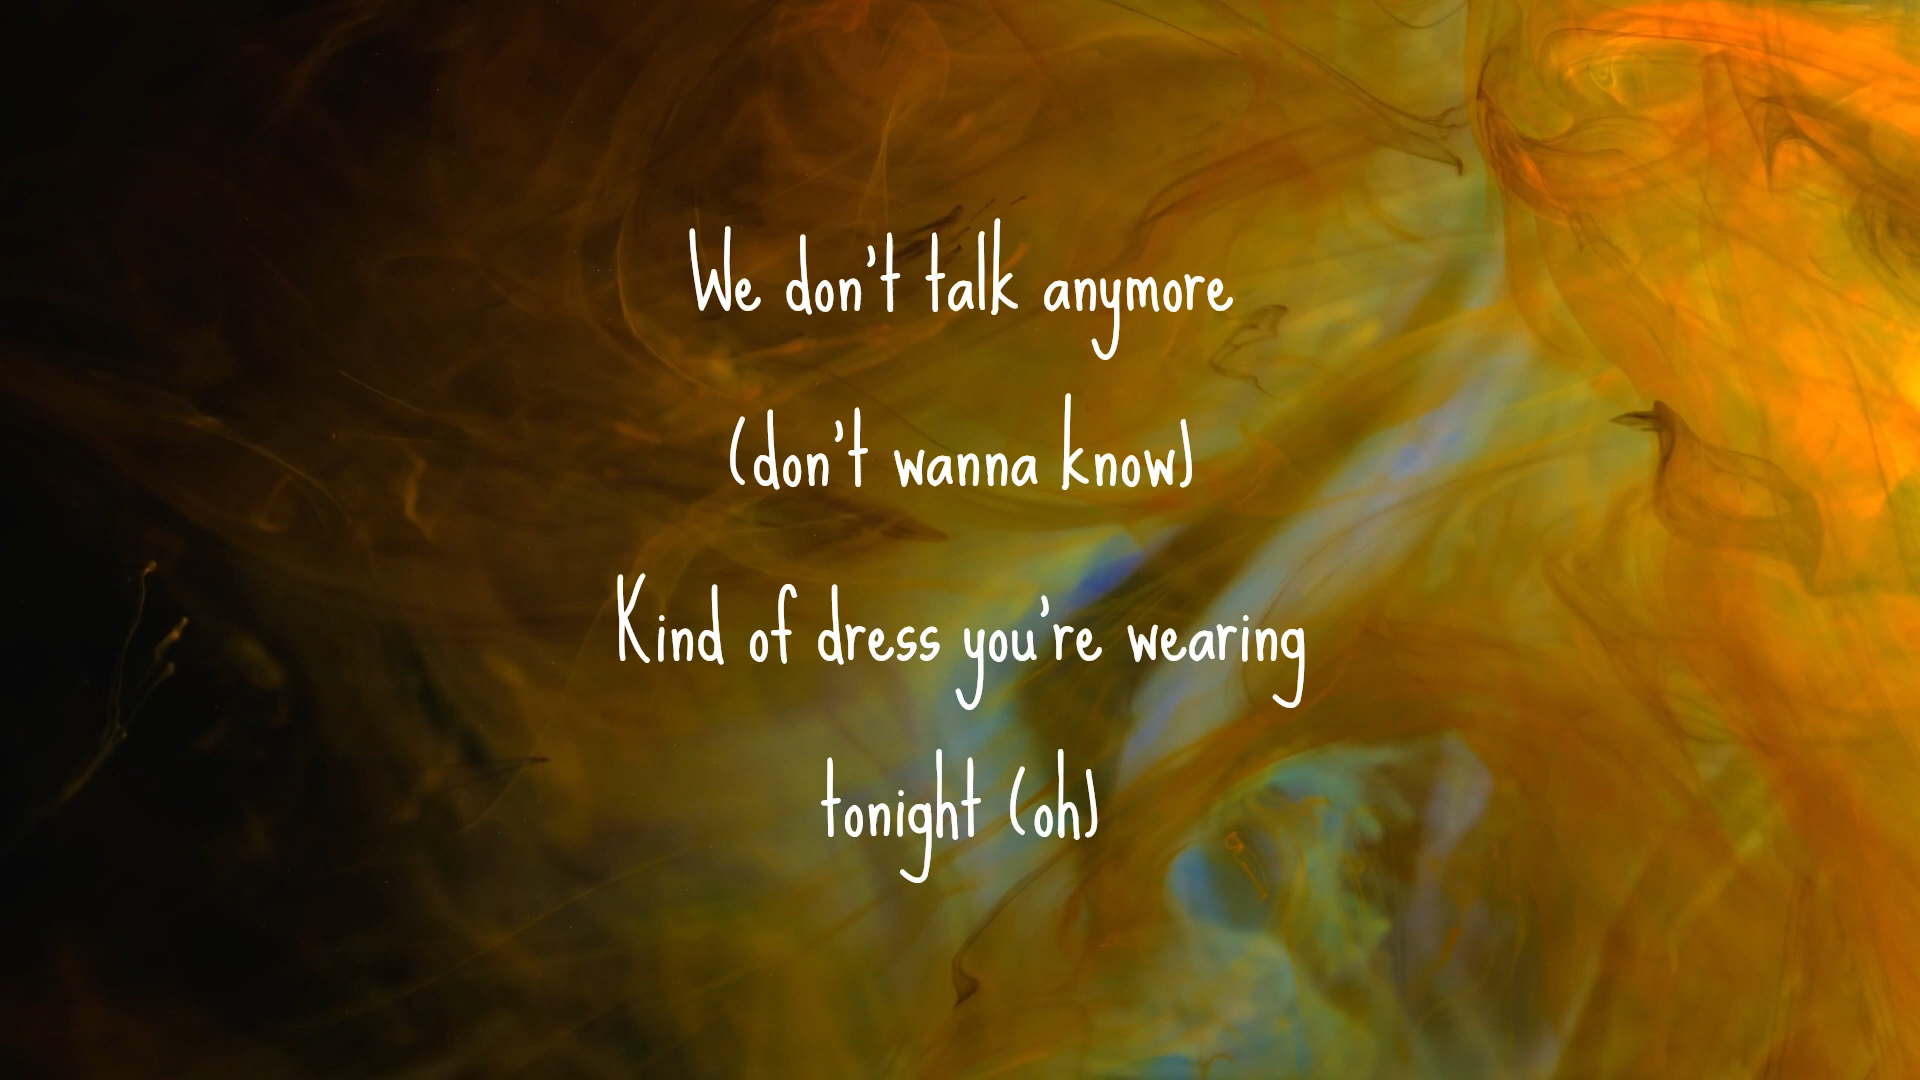 We don't talk anymore
(don't wanna know)
Kind of dress you're wearing
tonight (oh)